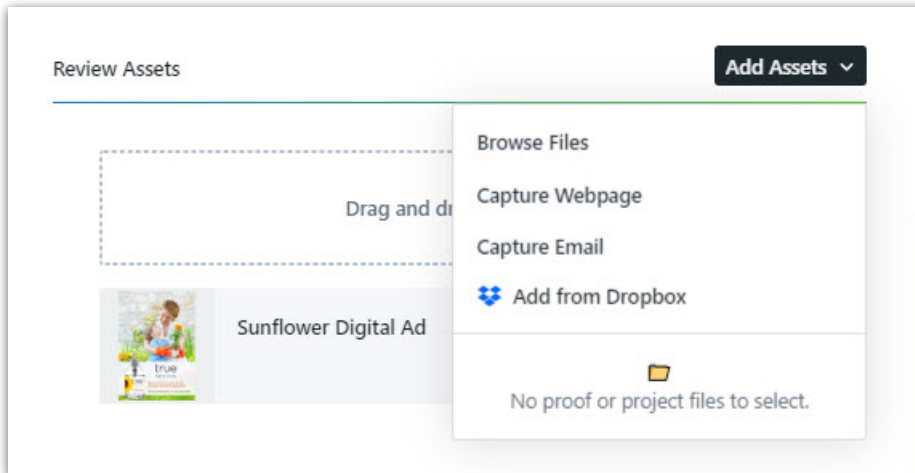 Review Assets
Add Assets
Browse Files
Drag and dr
Capture Webpage
Capture Email
Add from Dropbox
Sunflower Digital Ad
true
No proof or project files to select.